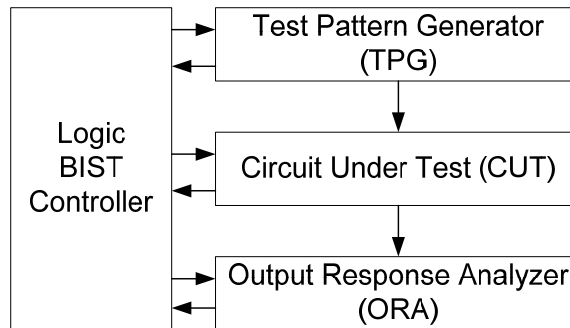 Logic
BIST
Controller
Test Pattern Generator
(TPG)
Circuit Under Test (CUT)
Output Response Analyzer
(ORA)